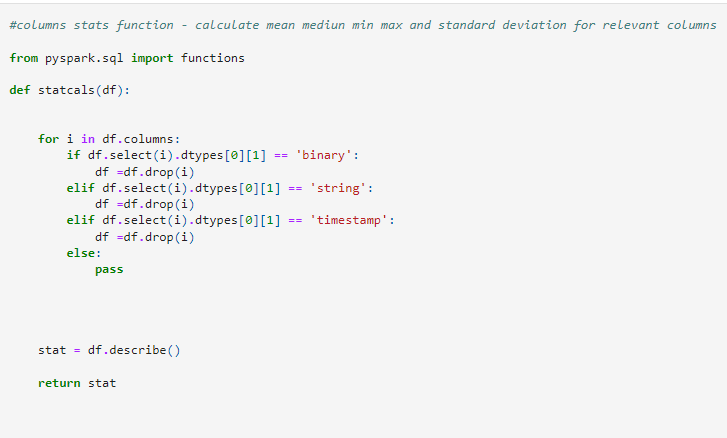 #columns stats function - calculate mean mediun min max and standard deviation for relevant columns
from pyspark.sql import functions
def statcals(df):
    for i in df.columns:
        if df.select(i).dtypes[0][1] == 'binary':
            df =df.drop(i)
        elif df.select(i).dtypes[0][1] == 'string':
            df =df.drop(i)
        elif df.select(i).dtypes[0][1] == 'timestamp':
            df =df.drop(i)
        else:
            pass
    stat = df.describe()
    return stat